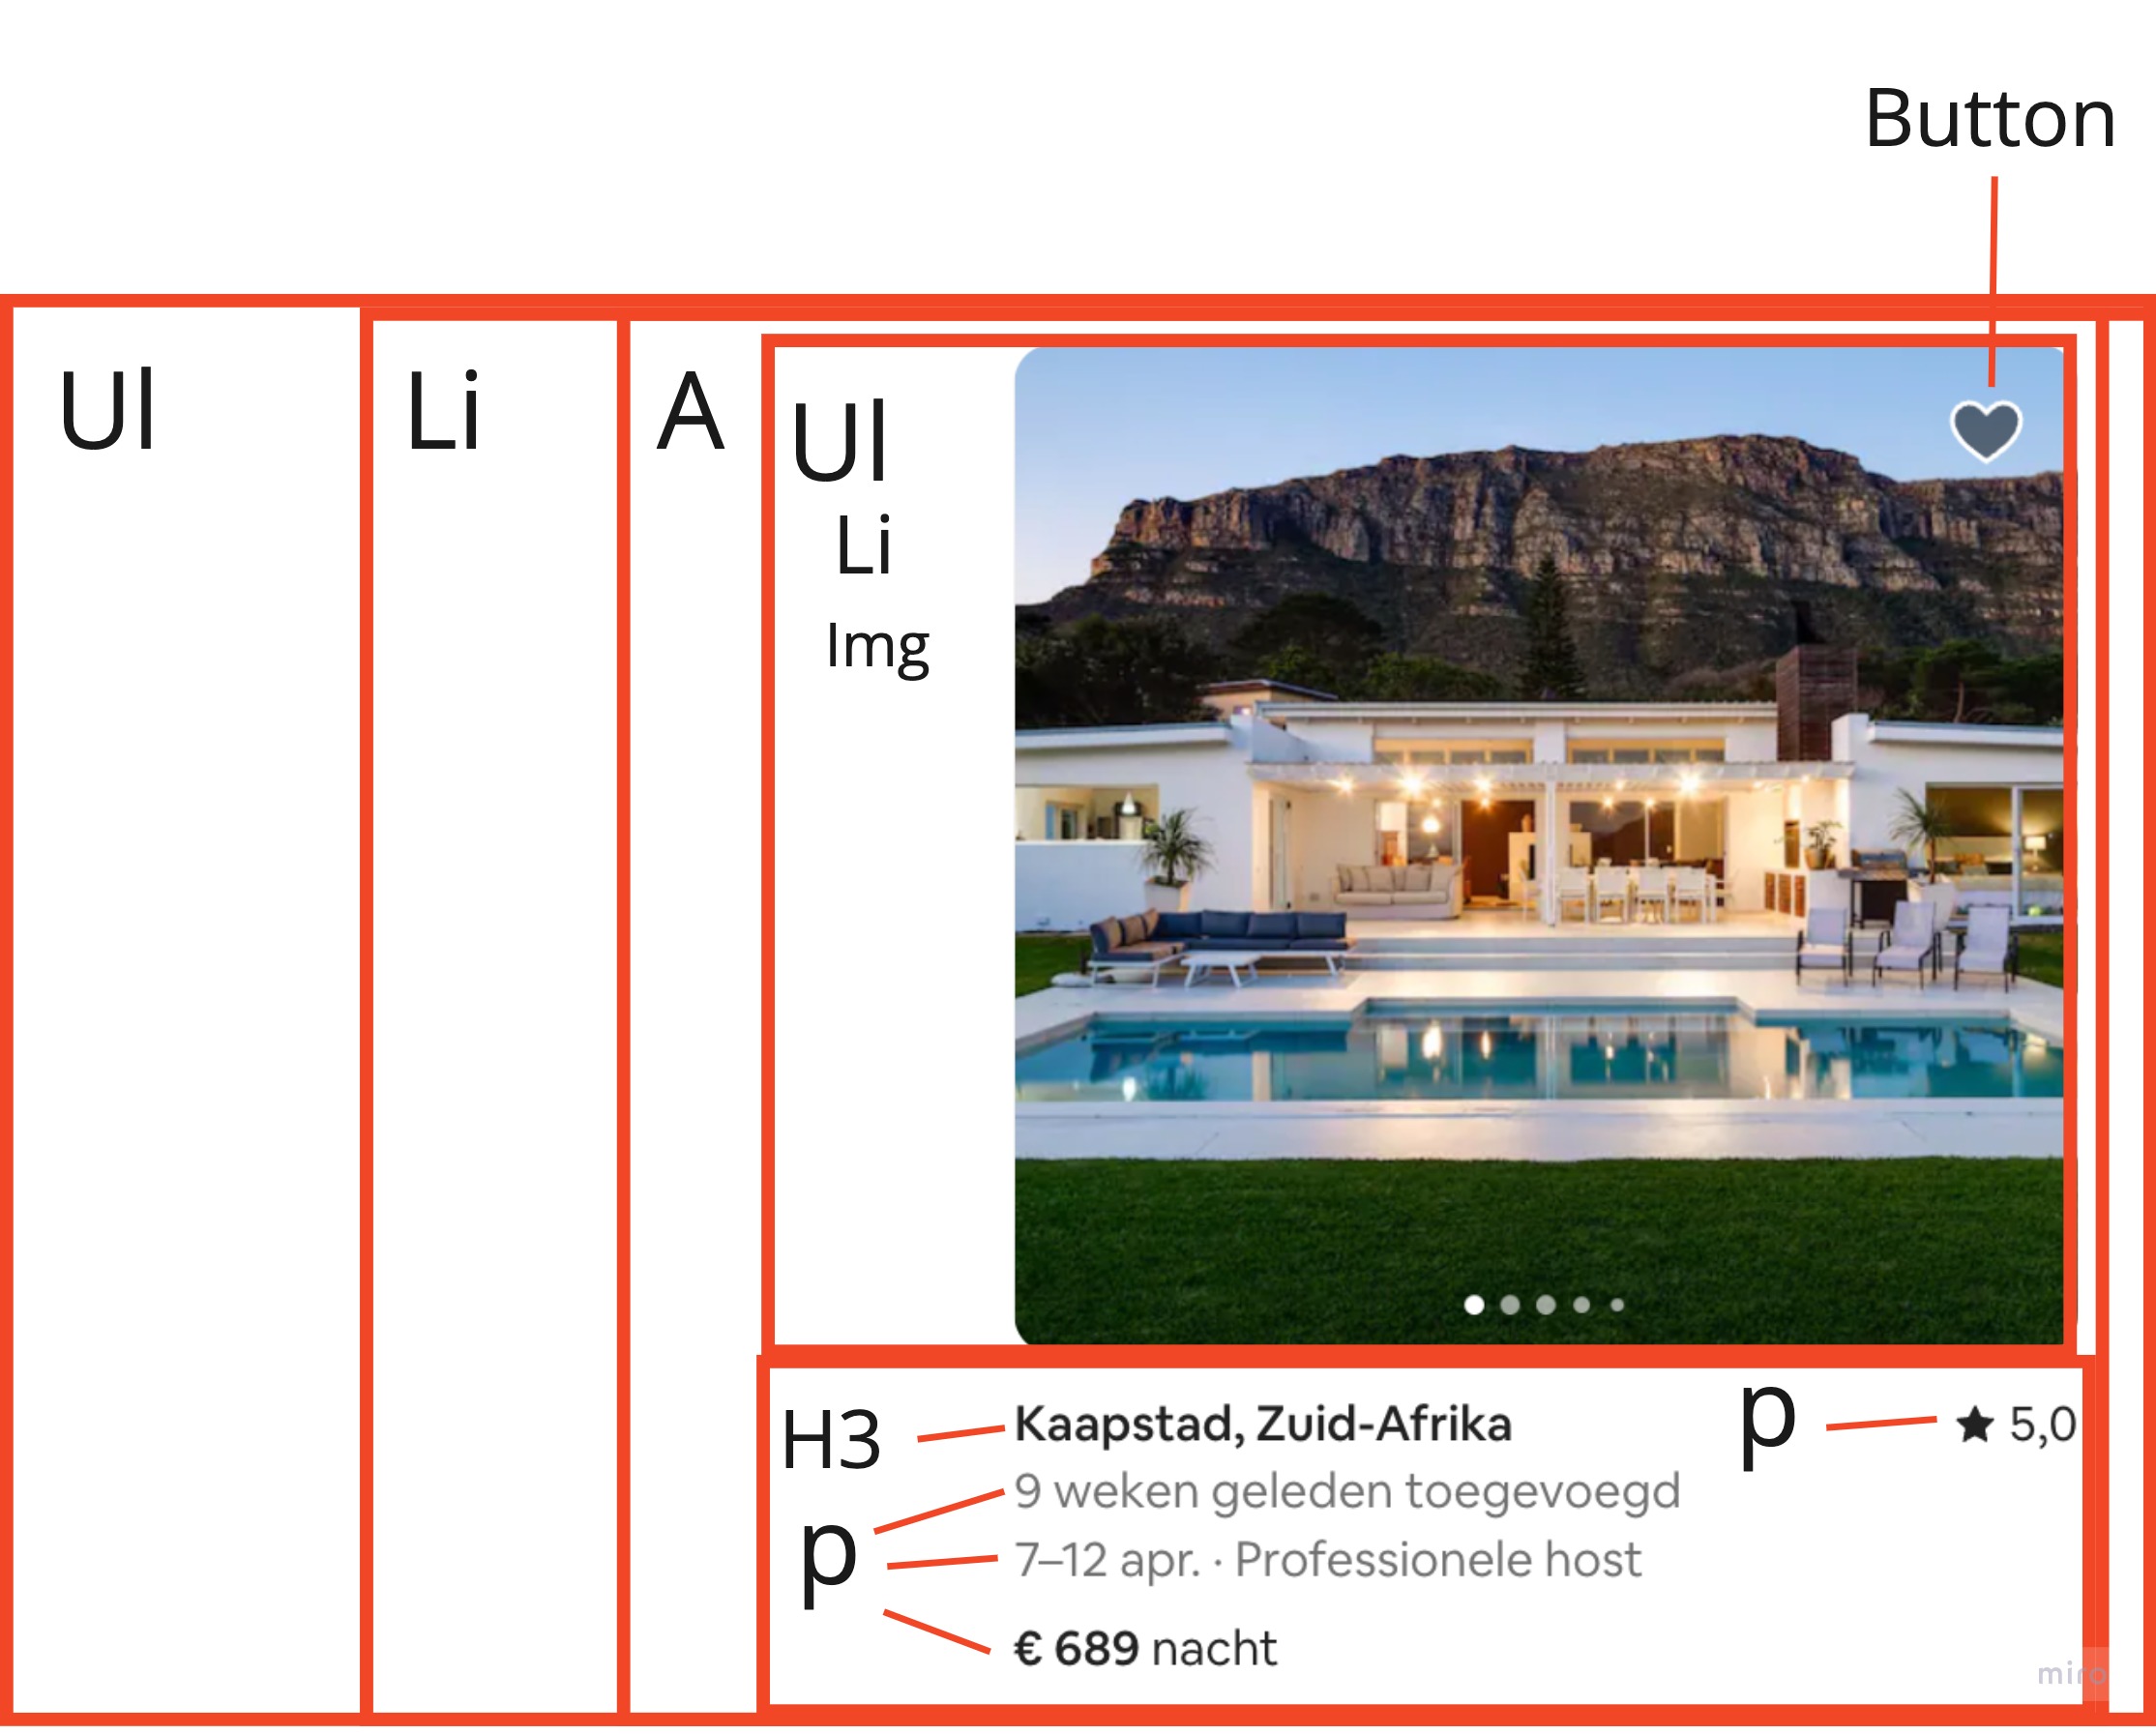 Button
Ul
Li
A
Ul
Li
Img
H3
Kaapstad, Zuid-Afrika
p
★ 5,0
9 weken geleden toegevoegd
p
7–12 apr. · Professionele host
€ 689 nacht
miro